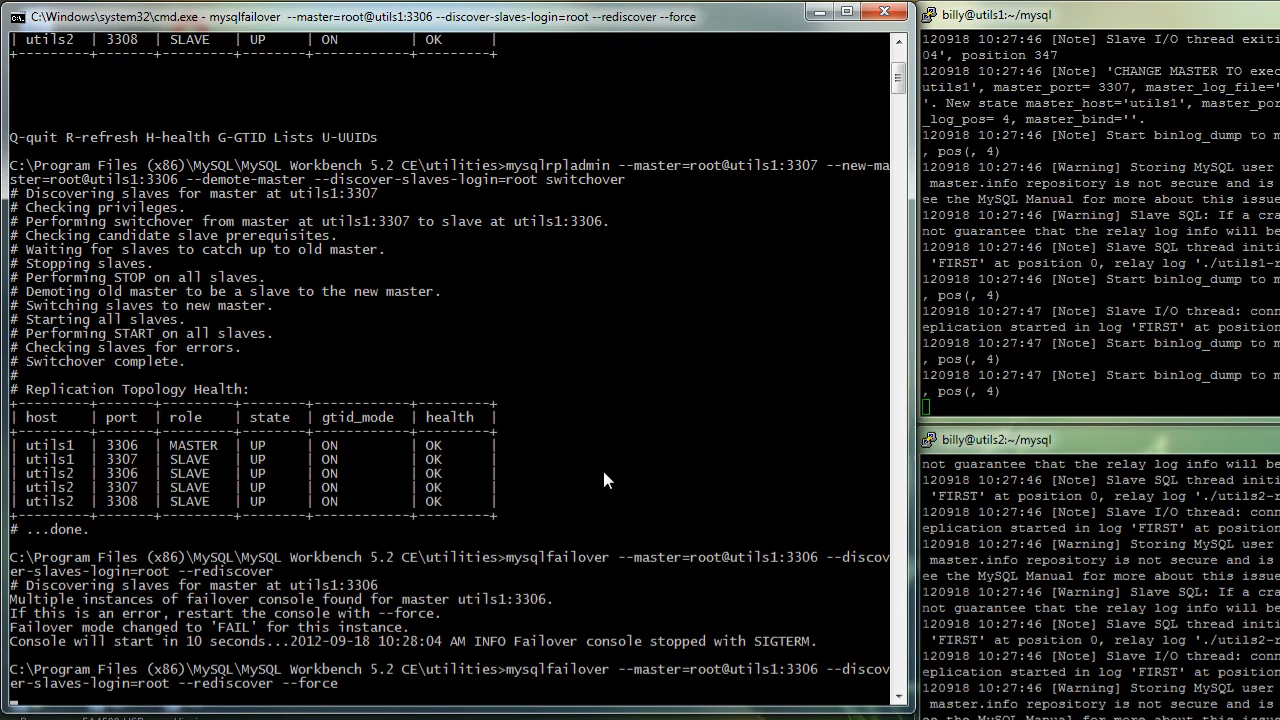 C:\Windows\system32\cmd.exe - mysqlfailover --master=root@utils1:3306 --discover-slaves-login=root --rediscover --force
| utils2 | 3308 | SLAVE | UP | ON | OK |
+---------+-------+---------+--------+------------+---------+
Q-quit R-refresh H-health G-GTID Lists U-UUIDs
C:\Program Files (x86)\MySQL\MySQL Workbench 5.2 CE\utilities>mysqlrpladmin --master=root@utils1:3307 --new-ma
ster=root@utils1:3306 --demote-master --discover-slaves-login=root switchover
# Discovering slaves for master at utils1:3307
# Checking privileges.
# Performing switchover from master at utils1:3307 to slave at utils1:3306.
# Checking candidate slave prerequisites.
# Waiting for slaves to catch up to old master.
# Stopping slaves.
# Performing STOP on all slaves.
# Demoting old master to be a slave to the new master.
# Switching slaves to new master.
# Starting all slaves.
# Performing START on all slaves.
# Checking slaves for errors.
# Switchover complete.
#
# Replication Topology Health:
+---------+-------+---------+--------+------------+---------+
| host | port | role | state | gtid_mode | health |
+---------+-------+---------+--------+------------+---------+
| utils1 | 3306 | MASTER | UP | ON | OK |
| utils1 | 3307 | SLAVE | UP | ON | OK |
| utils2 | 3306 | SLAVE | UP | ON | OK |
| utils2 | 3307 | SLAVE | UP | ON | OK |
| utils2 | 3308 | SLAVE | UP | ON | OK |
+---------+-------+---------+--------+------------+---------+
# ...done.
C:\Program Files (x86)\MySQL\MySQL Workbench 5.2 CE\utilities>mysqlfailover --master=root@utils1:3306 --discov
er-slaves-login=root --rediscover
# Discovering slaves for master at utils1:3306
Multiple instances of failover console found for master utils1:3306.
If this is an error, restart the console with --force.
Failover mode changed to 'FAIL' for this instance.
Console will start in 10 seconds...2012-09-18 10:28:04 AM INFO Failover console stopped with SIGTERM.
C:\Program Files (x86)\MySQL\MySQL Workbench 5.2 CE\utilities>mysqlfailover --master=root@utils1:3306 --discov
er-slaves-login=root --rediscover --force
billy@utils1:~/mysql
120918 10:27:46 [Note] Slave I/O thread exiti
04', position 347
120918 10:27:46 [Note] 'CHANGE MASTER TO exec
utils1', master_port= 3307, master_log_file='
'. New state master_host='utils1', master_por
_log_pos= 4, master_bind=''.
120918 10:27:46 [Note] Start binlog_dump to m
, pos(, 4)
120918 10:27:46 [Warning] Storing MySQL user
master.info repository is not secure and is
ee the MySQL Manual for more about this issue
120918 10:27:46 [Warning] Slave SQL: If a cra
not guarantee that the relay log info will be
120918 10:27:46 [Note] Slave SQL thread initi
'FIRST' at position 0, relay log './utils1-r
120918 10:27:46 [Note] Start binlog_dump to m
, pos(, 4)
120918 10:27:47 [Note] Slave I/O thread: conn
eplication started in log 'FIRST' at position
120918 10:27:47 [Note] Start binlog_dump to m
, pos(, 4)
120918 10:27:47 [Note] Start binlog_dump to m
, pos(, 4)
billy@utils2:~/mysql
not guarantee that the relay log info will be
120918 10:27:46 [Note] Slave SQL thread initi
'FIRST' at position 0, relay log './utils2-r
120918 10:27:46 [Note] Slave I/O thread: conn
eplication started in log 'FIRST' at position
120918 10:27:46 [Warning] Storing MySQL user
master.info repository is not secure and is
ee the MySQL Manual for more about this issue
120918 10:27:46 [Warning] Slave SQL: If a cra
not guarantee that the relay log info will be
120918 10:27:46 [Note] Slave SQL thread initi
'FIRST' at position 0, relay log './utils2-r
120918 10:27:46 [Note] Slave I/O thread: conn
eplication started in log 'FIRST' at position
120918 10:27:46 [Warning] Storing MySQL user
master.info repository is not secure and is
ee the MySQL Manual for more about this issue